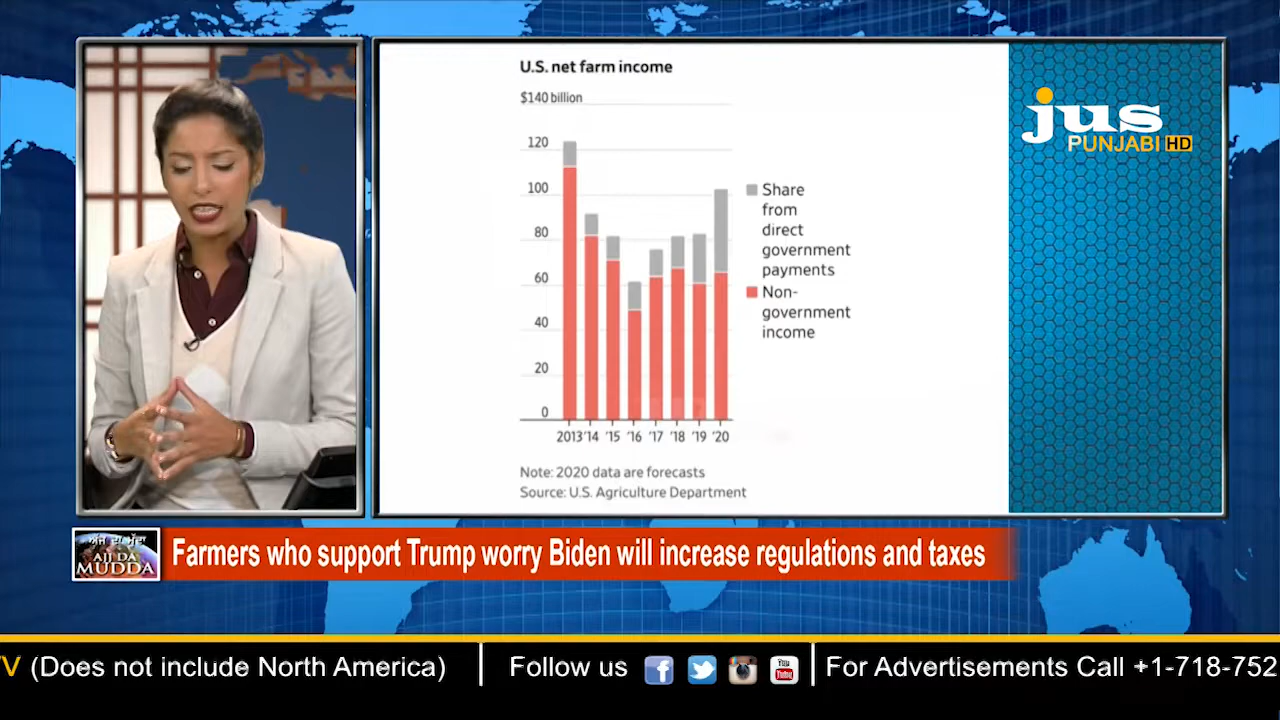 U.S. net farm income
$140 billion
120
100
80
60
40
20
0
2013 '14 '15 '16 '17 '18 '19 '20
Share
from
direct
government
payments
Non-
government
income
Note: 2020 data are forecasts
Source: U.S. Agriculture Department
jus
PUNJABI HD
ਅੱਜ ਦਾ ਮੁੱਦਾ
AJJ DA
MUDDA
Farmers who support Trump worry Biden will increase regulations and taxes
V (Does not include North America) Follow us You Tube For Advertisements Call +1-718-752